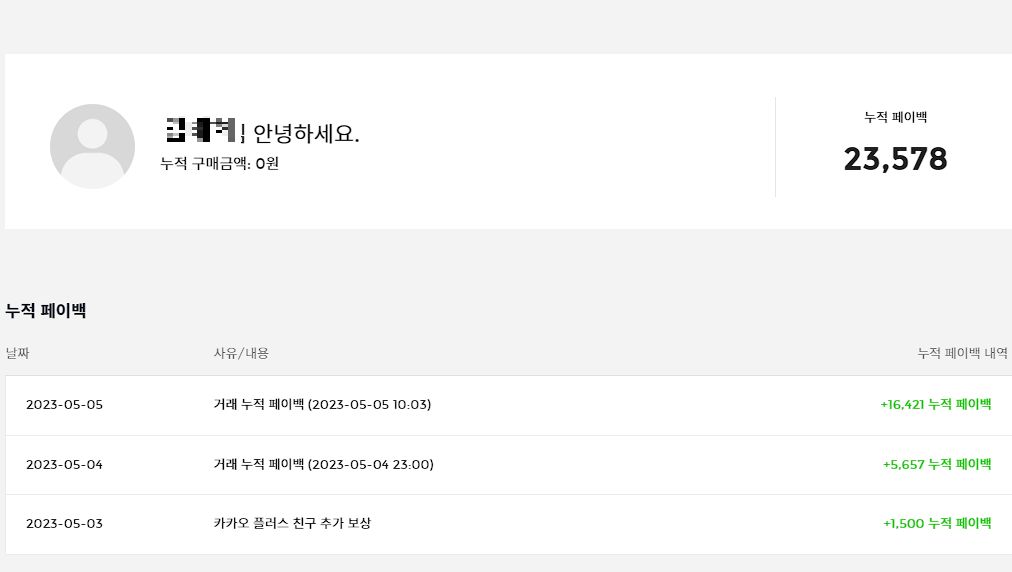 안녕하세요.
누적 구매금액: 0원
누적 페이백
23,578
누적 페이백
날짜 사유/내용 누적 페이백 내역
2023-05-05 거래 누적 페이백 (2023-05-05 10:03) +16,421 누적 페이백
2023-05-04 거래 누적 페이백 (2023-05-04 23:00) +5,657 누적 페이백
2023-05-03 카카오 플러스 친구 추가 보상 +1,500 누적 페이백